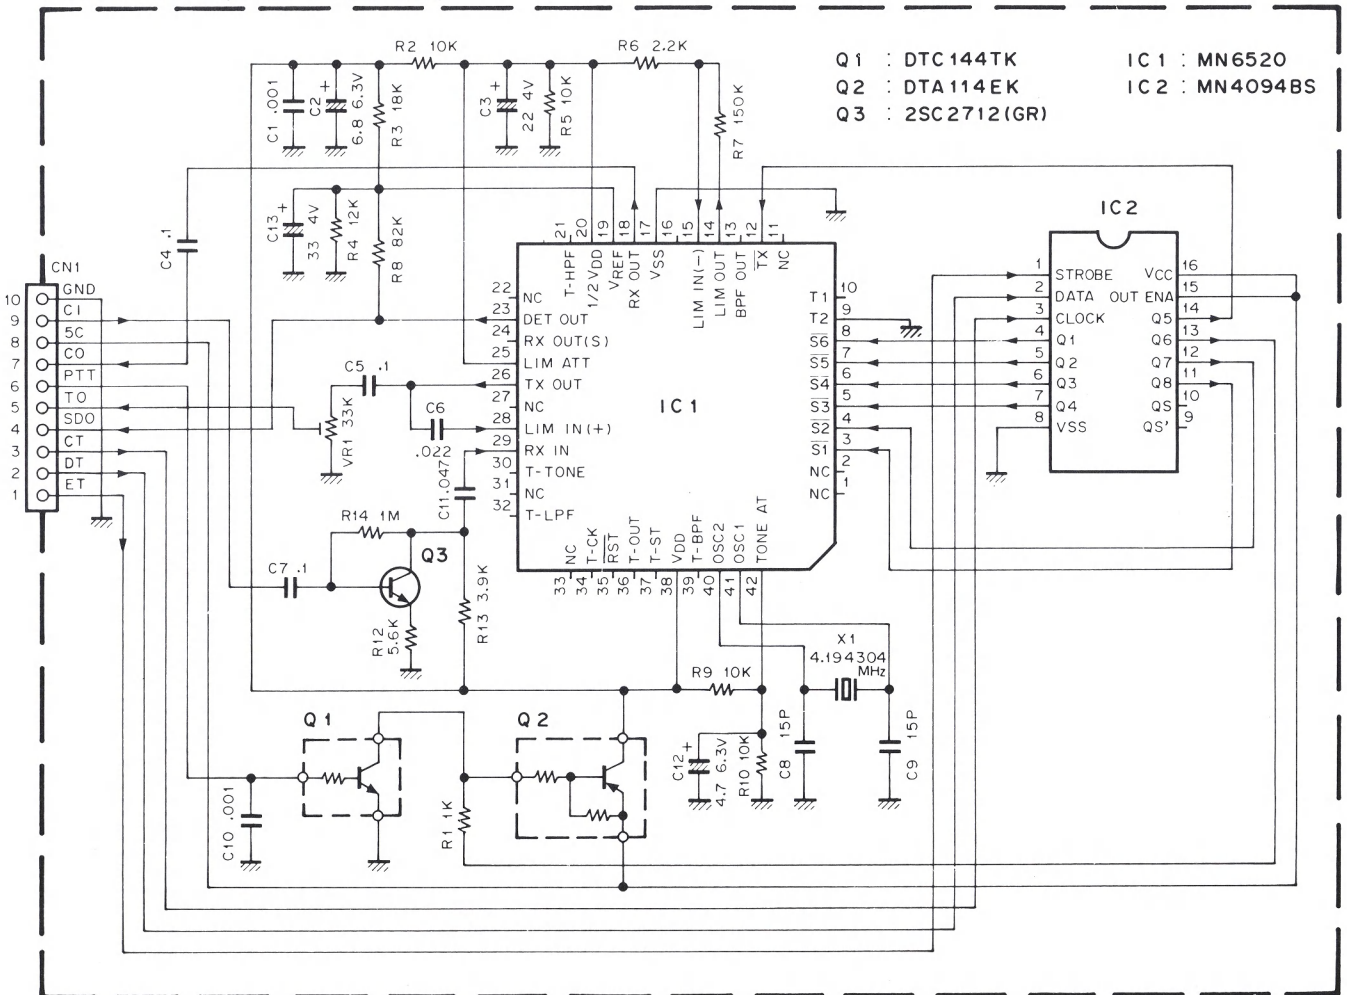 Q1 : DTC144TK
Q2 : DTA114EK
Q3 : 2SC2712(GR)
IC1 : MN6520
IC2 : MN4094BS
R2 10K
R6 2.2K
C1 .001
C2 +
6.8 6.3V
R3 18K
C3 +
22 4V
R5 10K
R7 150K
C4 .1
C13 +
33 4V
R4 12K
R8 82K
CN1
10 GND
9 CI
8 5C
7 CO
6 PTT
5 TO
4 SDO
3 CT
2 DT
1 ET
IC1
21 T-HPF
20 1/2 VDD
19 VREF
18 RX OUT
17 VSS
16
15 LIM IN(-)
14 LIM OUT
13 BPF OUT
12 TX
11 NC
22 NC
23 DET OUT
24 RX OUT(S)
25 LIM ATT
26 TX OUT
27 NC
28 LIM IN(+)
29 RX IN
30 T-TONE
31 NC
32 T-LPF
T1 10
T2 9
S6 8
S5 7
S4 6
S3 5
S2 4
S1 3
NC 2
NC 1
33 NC
34 T-CK
35 RST
36 T-OUT
37 T-ST
38 VDD
39 T-BPF
40 OSC2
41 OSC1
42 TONE AT
IC2
1 STROBE
2 DATA
3 CLOCK
4 Q1
5 Q2
6 Q3
7 Q4
8 VSS
VCC 16
OUT ENA 15
Q5 14
Q6 13
Q7 12
Q8 11
QS 10
QS' 9
C5 .1
C6
.022
VR1 33K
C11 .047
R14 1M
Q3
C7 .1
R12
5.6K
R13 3.9K
X1
4.194304
MHz
R9 10K
C8 15P
C9 15P
C12 +
4.7 6.3V
R10 10K
Q1
Q2
C10 .001
R1 1K